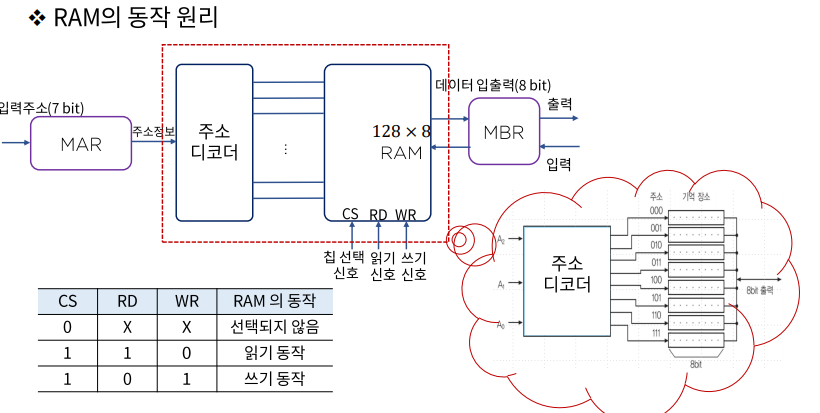 ❖ RAM의 동작 원리
입력주소(7 bit)
MAR
주소정보
주소
디코더
⋮
128 × 8
RAM
CS RD WR
칩 선택
신호
읽기
신호
쓰기
신호
데이터 입출력(8 bit)
MBR
출력
입력
CS RD WR RAM 의 동작
0 X X 선택되지 않음
1 1 0 읽기 동작
1 0 1 쓰기 동작
주소 기억 장소
A₂
A₁
A₀
주소
디코더
000
001
010
011
100
101
110
111
8bit 출력
8bit